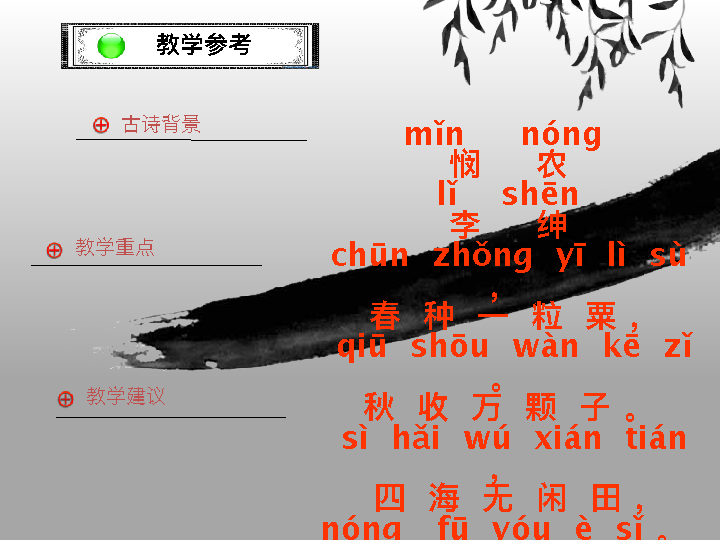 教学参考
古诗背景
教学重点
教学建议
mǐn nóng
悯 农
lǐ shēn
李 绅
chūn zhǒng yī lì sù ，
春 种 一 粒 粟 ，
qiū shōu wàn kē zǐ 。
秋 收 万 颗 子 。
sì hǎi wú xián tián ，
四 海 无 闲 田 ，
nóng fū yóu è sǐ 。